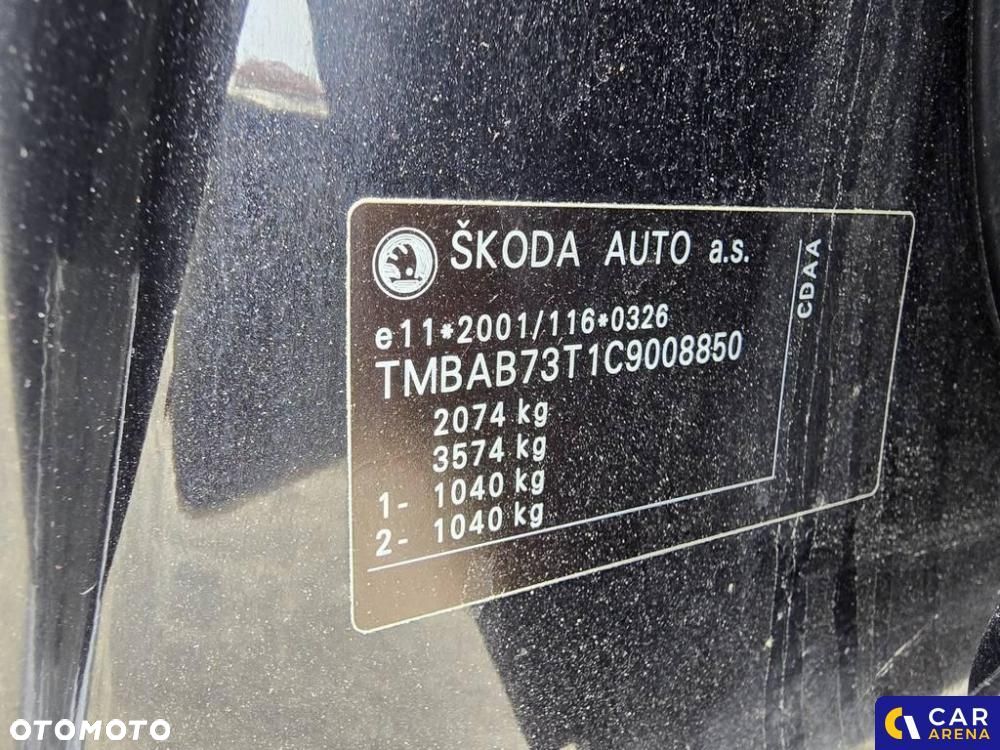 ŠKODA AUTO a.s.
CDAA
e11*2001/116*0326
TMBAB73T1C9008850
2074 kg
3574 kg
1- 1040 kg
2- 1040 kg
OTOMOTO
CAR
ARENA